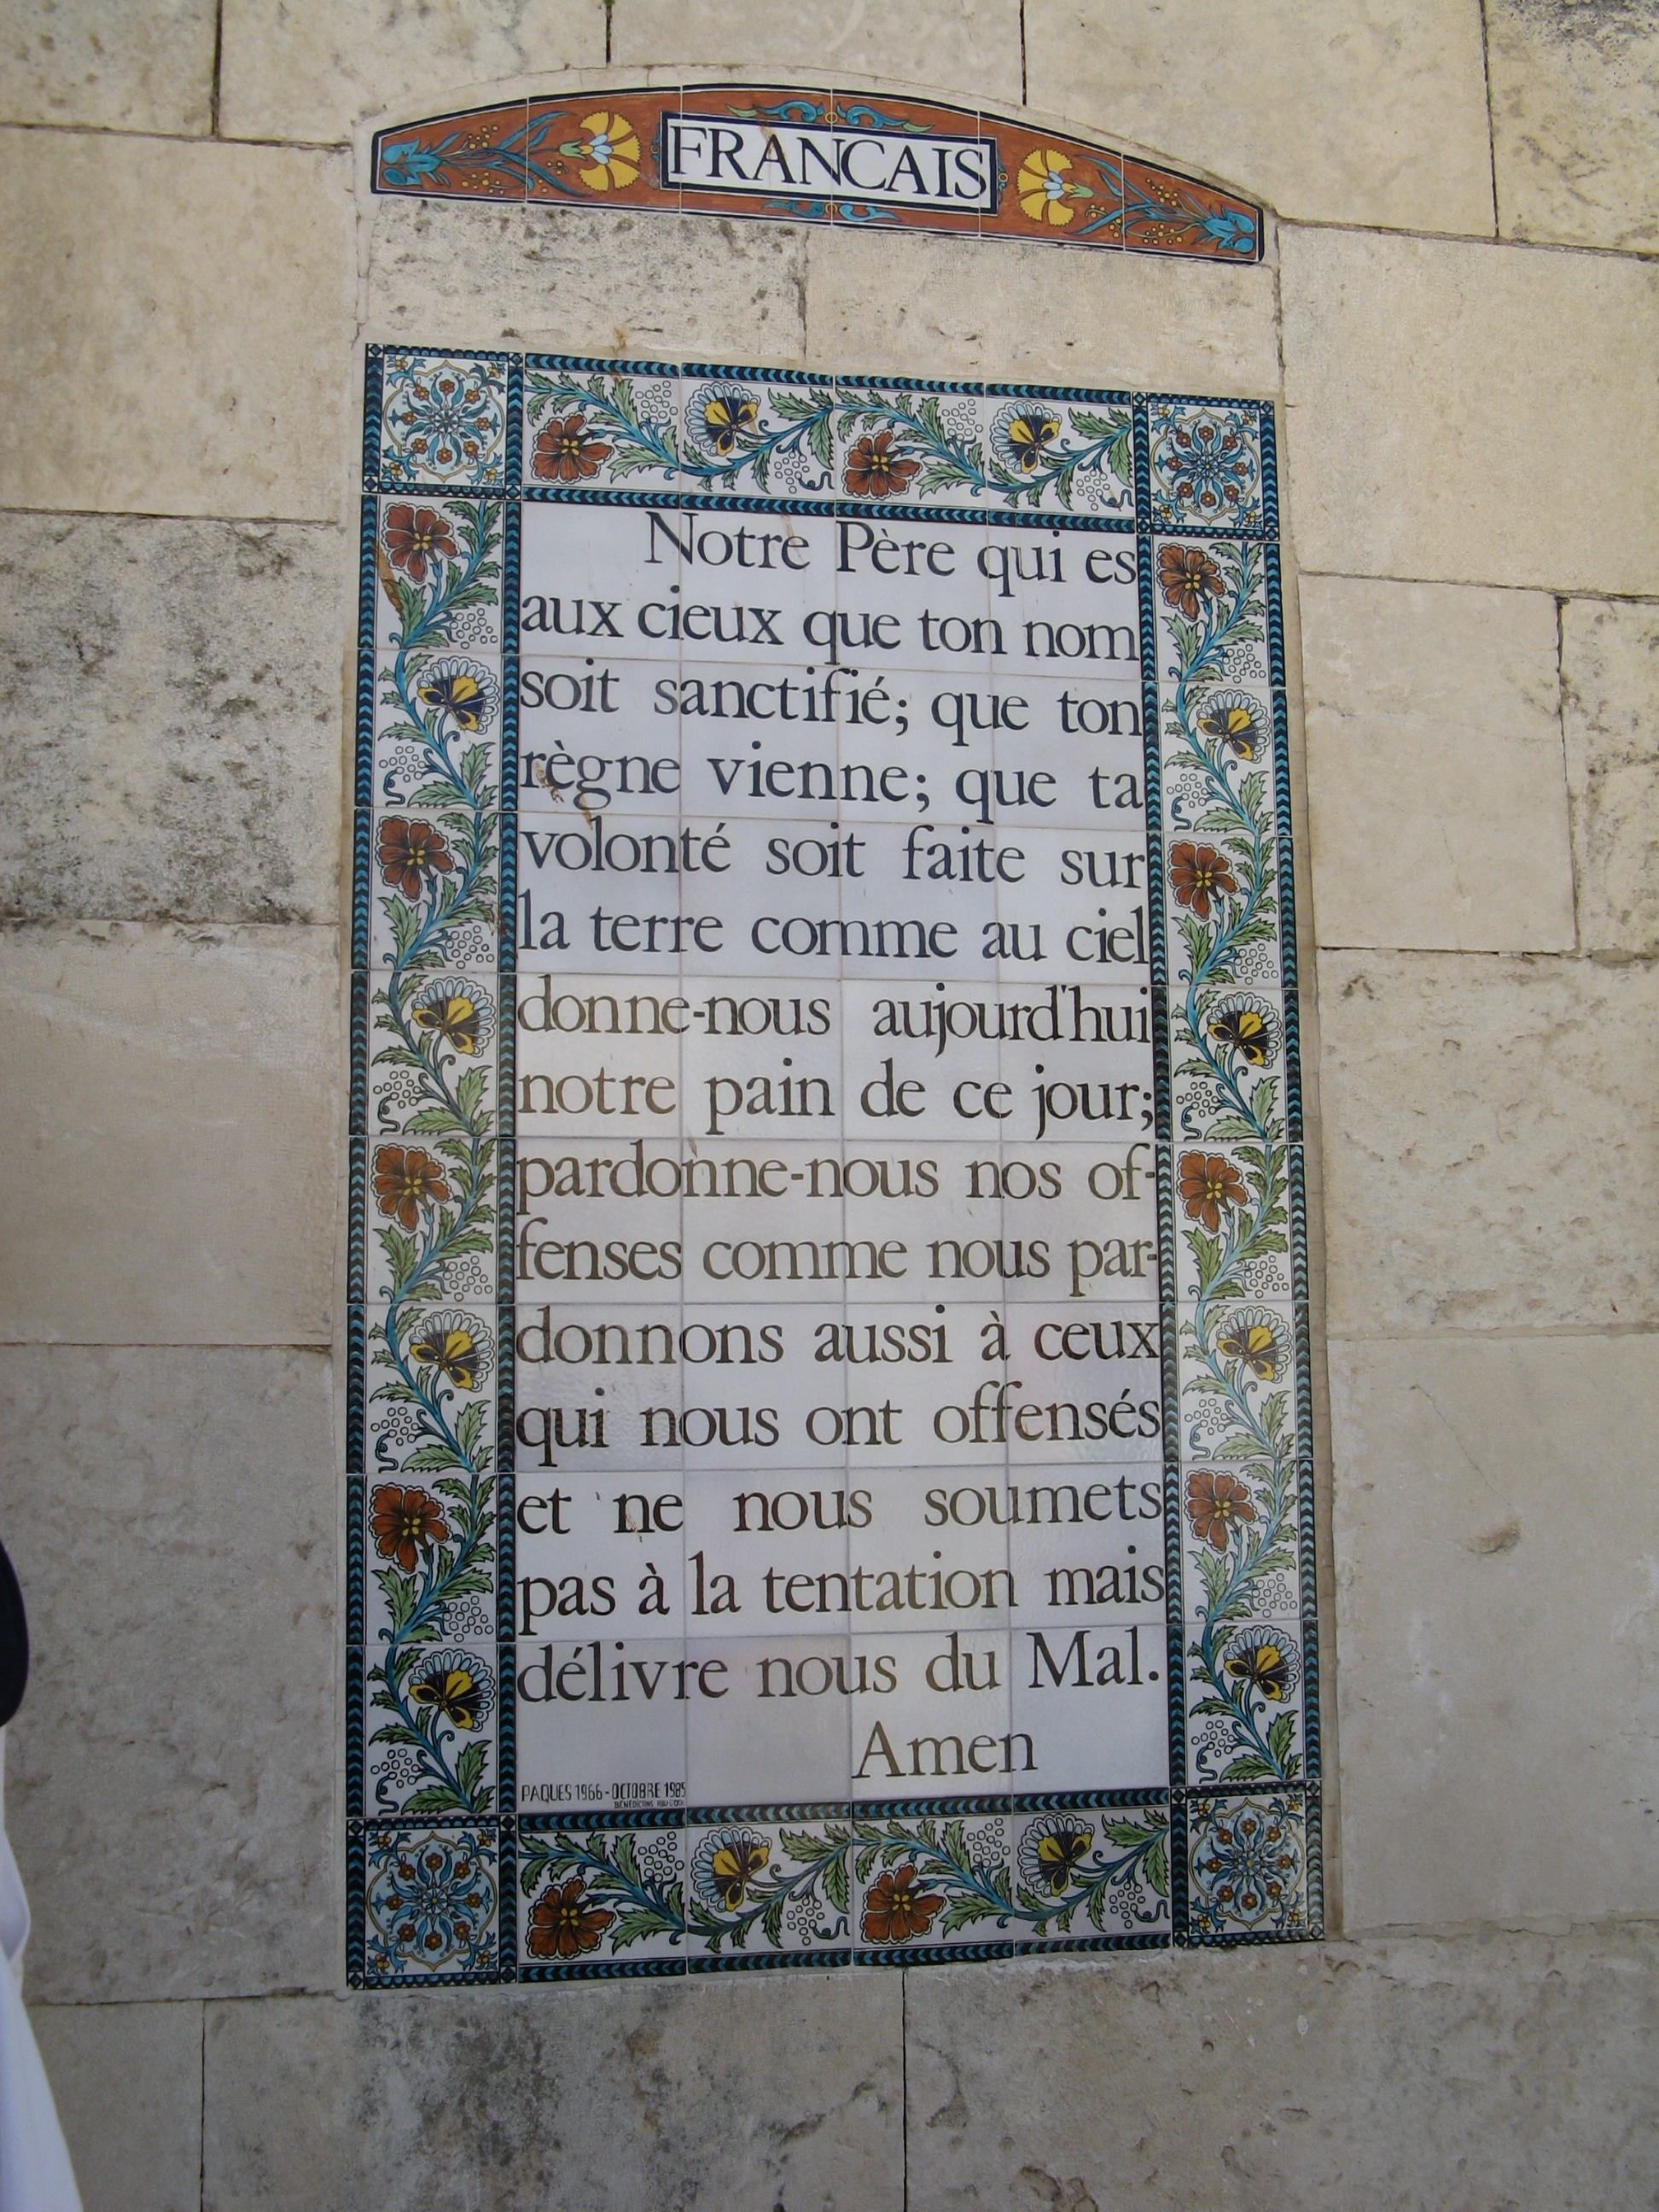 FRANCAIS
Notre Père qui es
aux cieux que ton nom
soit sanctifié; que ton
règne vienne; que ta
volonté soit faite sur
la terre comme au ciel
donne-nous aujourd'hui
notre pain de ce jour;
pardonne-nous nos of-
fenses comme nous par-
donnons aussi à ceux
qui nous ont offensés
et ne nous soumets
pas à la tentation mais
délivre nous du Mal.
Amen
PAQUES 1966-OCTOBRE 1985
BENEDICTINS